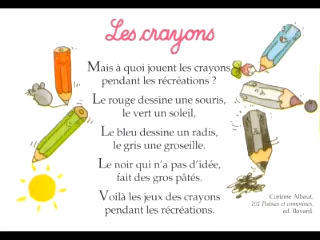 Les crayons
Mais à quoi jouent les crayons
pendant les récréations ?
Le rouge dessine une souris,
le vert un soleil,
Le bleu dessine un radis,
le gris une groseille.
Le noir qui n'a pas d'idée,
fait des gros pâtés.
Voilà les jeux des crayons
pendant les récréations.
Corinne Albaut,
101 Poésies et comptines,
ed. Bayard.